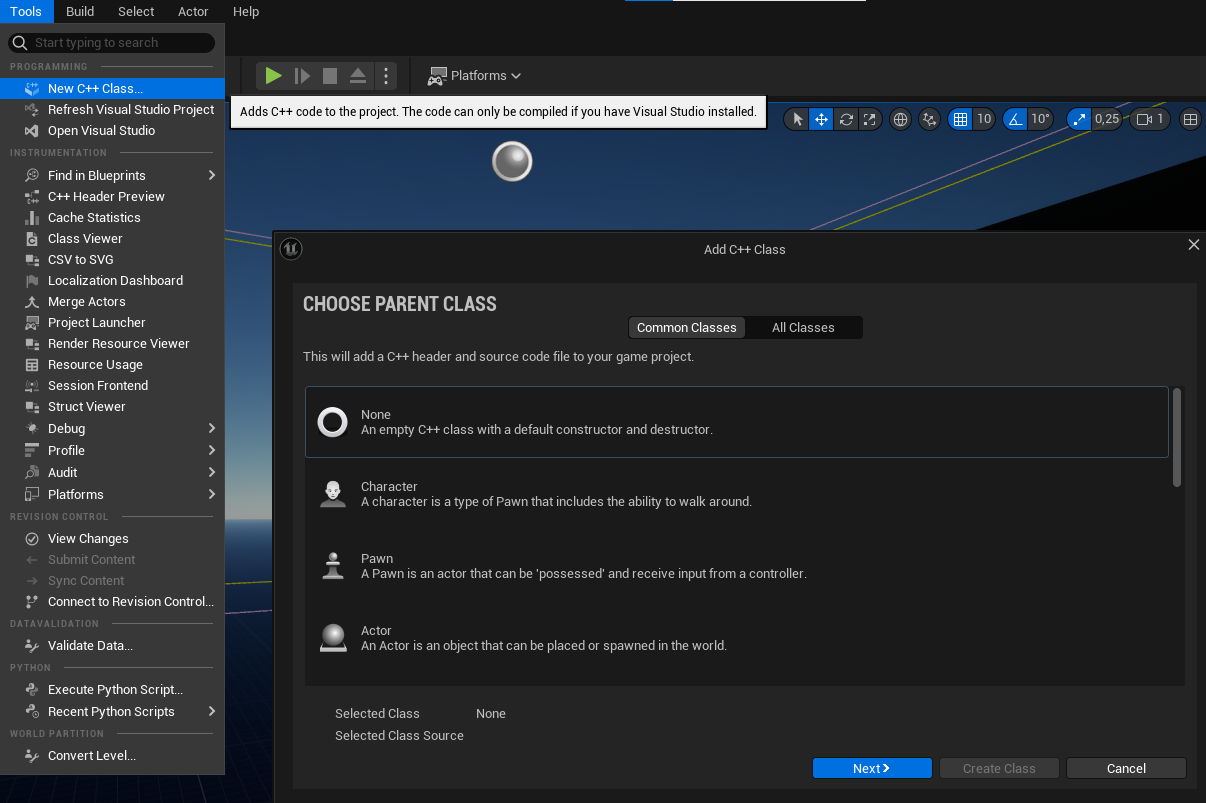 Tools Build Select Actor Help
Start typing to search
PROGRAMMING
New C++ Class...
Refresh Visual Studio Project
Open Visual Studio
INSTRUMENTATION
Find in Blueprints
C++ Header Preview
Cache Statistics
Class Viewer
CSV to SVG
Localization Dashboard
Merge Actors
Project Launcher
Render Resource Viewer
Resource Usage
Session Frontend
Struct Viewer
Debug
Profile
Audit
Platforms
REVISION CONTROL
View Changes
Submit Content
Sync Content
Connect to Revision Control...
DATAVALIDATION
Validate Data...
PYTHON
Execute Python Script...
Recent Python Scripts
WORLD PARTITION
Convert Level...
Platforms
Adds C++ code to the project. The code can only be compiled if you have Visual Studio installed.
10 10° 0,25 1
Add C++ Class
CHOOSE PARENT CLASS
Common Classes All Classes
This will add a C++ header and source code file to your game project.
None
An empty C++ class with a default constructor and destructor.
Character
A character is a type of Pawn that includes the ability to walk around.
Pawn
A Pawn is an actor that can be 'possessed' and receive input from a controller.
Actor
An Actor is an object that can be placed or spawned in the world.
Selected Class None
Selected Class Source
Next Create Class Cancel